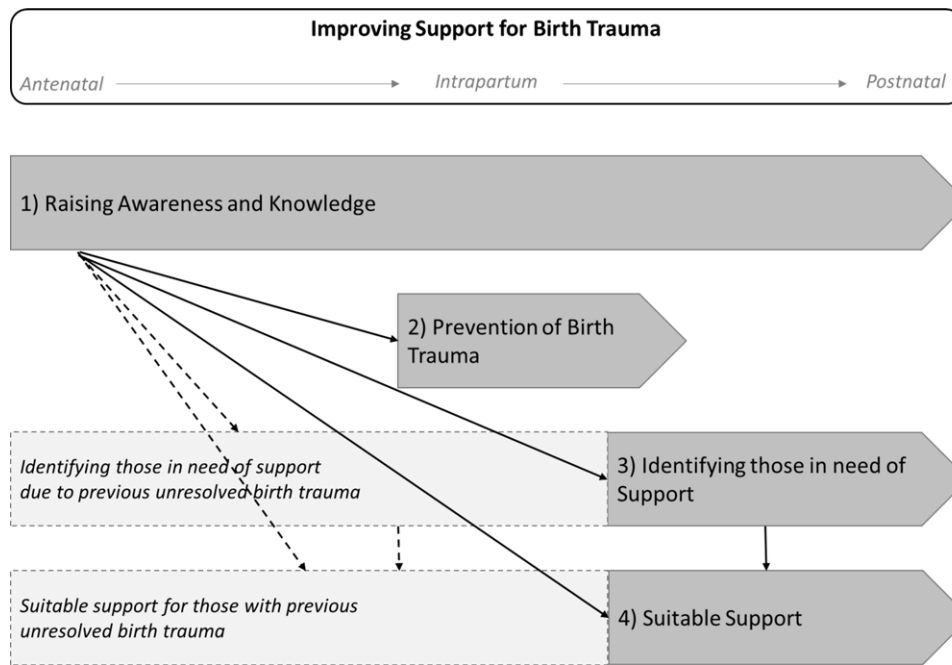 Improving Support for Birth Trauma
Antenatal Intrapartum Postnatal
1) Raising Awareness and Knowledge
2) Prevention of Birth
Trauma
Identifying those in need of support
due to previous unresolved birth trauma
3) Identifying those in need of
Support
Suitable support for those with previous
unresolved birth trauma
4) Suitable Support